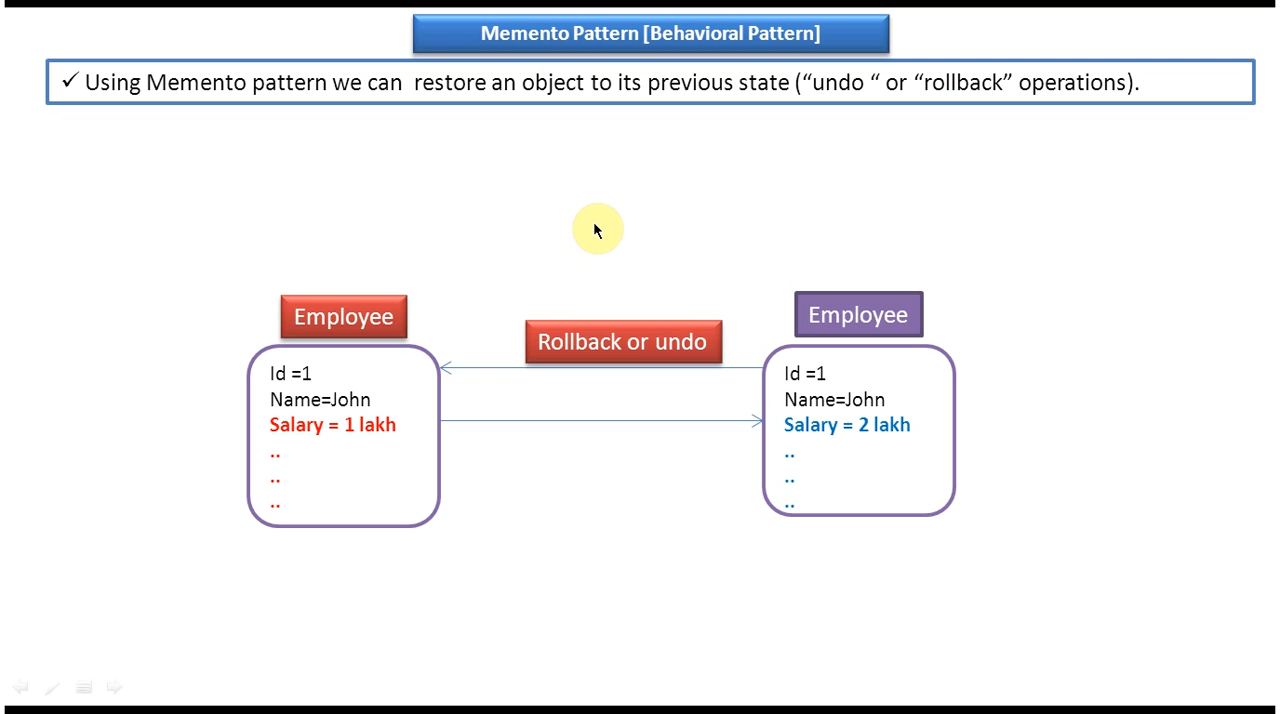 Memento Pattern [Behavioral Pattern]
✓ Using Memento pattern we can  restore an object to its previous state (“undo “ or “rollback” operations).
Employee
Rollback or undo
Employee
Id =1
Name=John
Salary = 1 lakh
..
..
..
Id =1
Name=John
Salary = 2 lakh
..
..
..